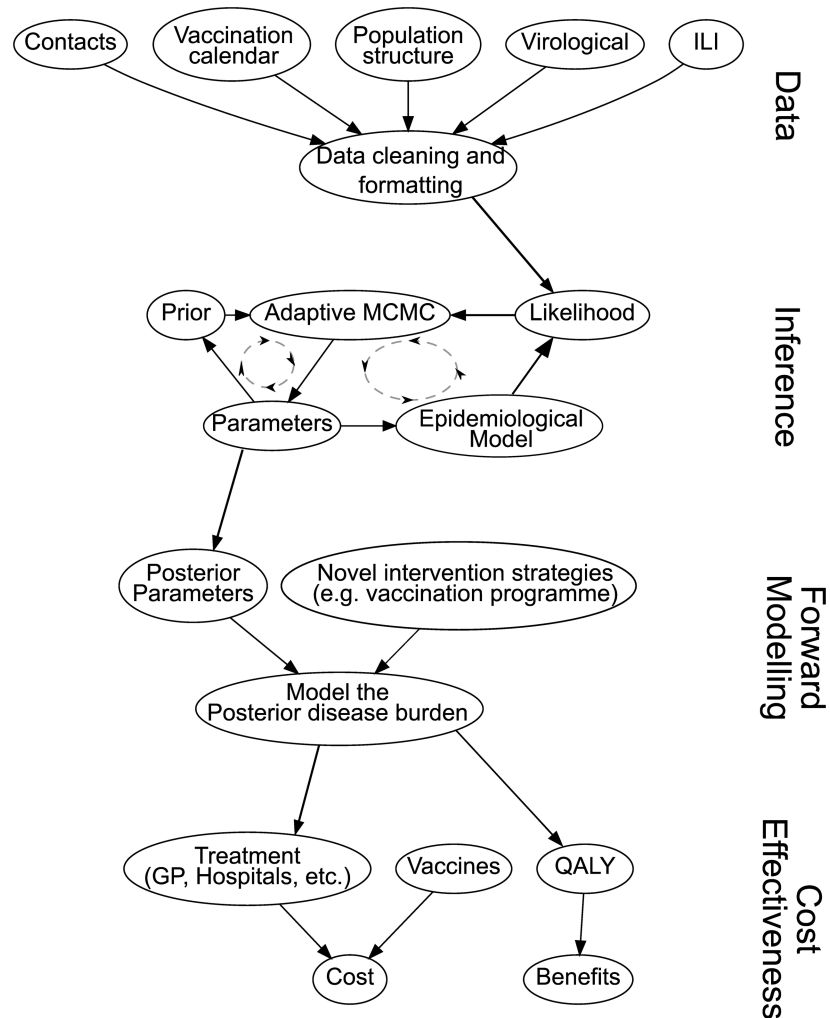 Contacts
Vaccination
calendar
Population
structure
Virological
ILI
Data
Data cleaning and
formatting
Prior
Adaptive MCMC
Likelihood
Inference
Parameters
Epidemiological
Model
Posterior
Parameters
Novel intervention strategies
(e.g. vaccination programme)
Forward
Modelling
Model the
Posterior disease burden
Treatment
(GP, Hospitals, etc.)
Vaccines
QALY
Cost
Effectiveness
Cost
Benefits